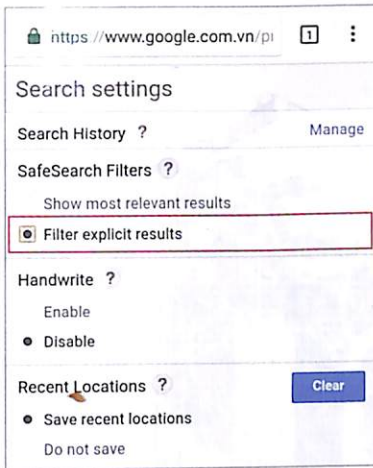 https://www.google.com.vn/pr 1
Search settings
Search History ? Manage
SafeSearch Filters ?
Show most relevant results
Filter explicit results
Handwrite ?
Enable
Disable
Recent Locations ? Clear
Save recent locations
Do not save